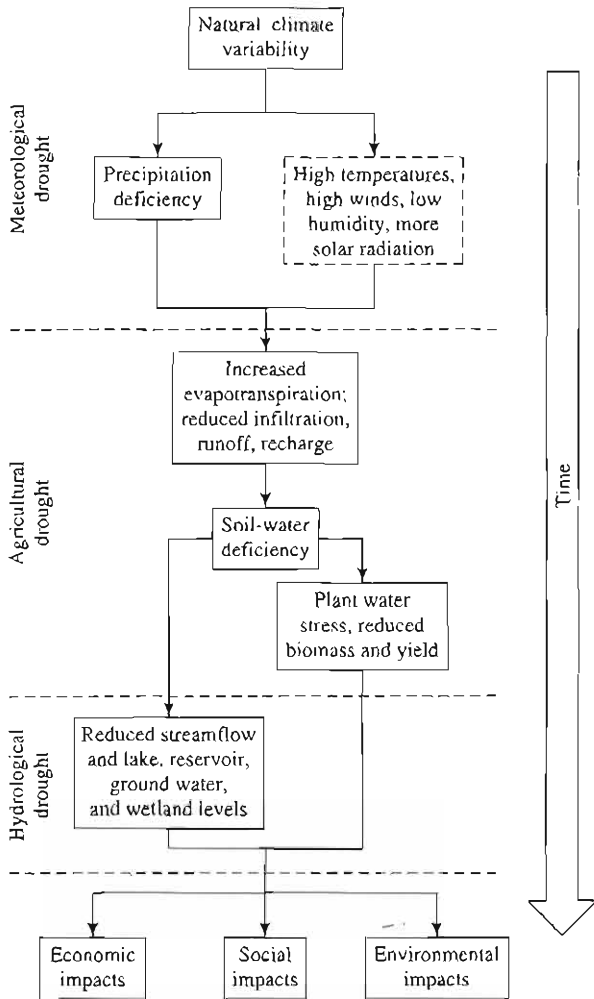 Natural climate
variability
Meteorological
drought
Precipitation
deficiency
High temperatures,
high winds, low
humidity, more
solar radiation
Increased
evapotranspiration;
reduced infiltration,
runoff, recharge
Agricultural
drought
Time
Soil-water
deficiency
Plant water
stress, reduced
biomass and yield
Hydrological
drought
Reduced streamflow
and lake, reservoir,
ground water,
and wetland levels
Economic
impacts
Social
impacts
Environmental
impacts